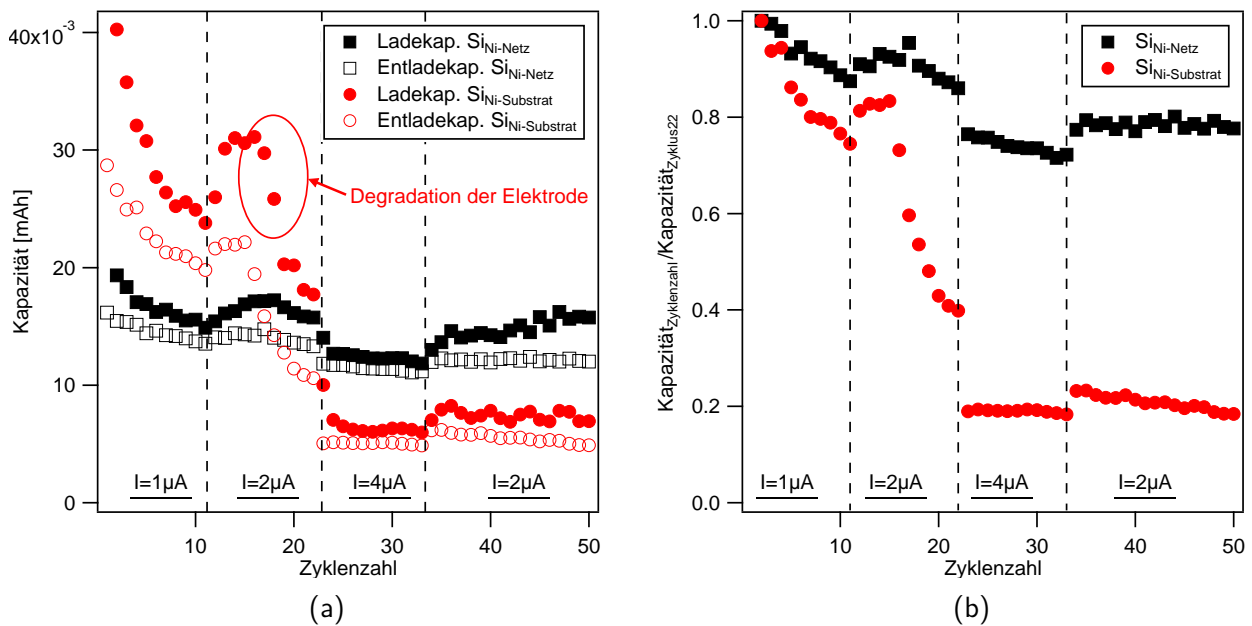 40x10⁻³
30
20
10
0
Kapazität [mAh]
Ladekap. Si_Ni-Netz
Entladekap. Si_Ni-Netz
Ladekap. Si_Ni-Substrat
Entladekap. Si_Ni-Substrat
Degradation der Elektrode
I=1µA
I=2µA
I=4µA
I=2µA
10
20
30
40
50
Zyklenzahl
(a)
1.0
0.8
0.6
0.4
0.2
0.0
Kapazität_Zyklenzahl/Kapazität_Zyklus22
Si_Ni-Netz
Si_Ni-Substrat
I=1µA
I=2µA
I=4µA
I=2µA
10
20
30
40
50
Zyklenzahl
(b)